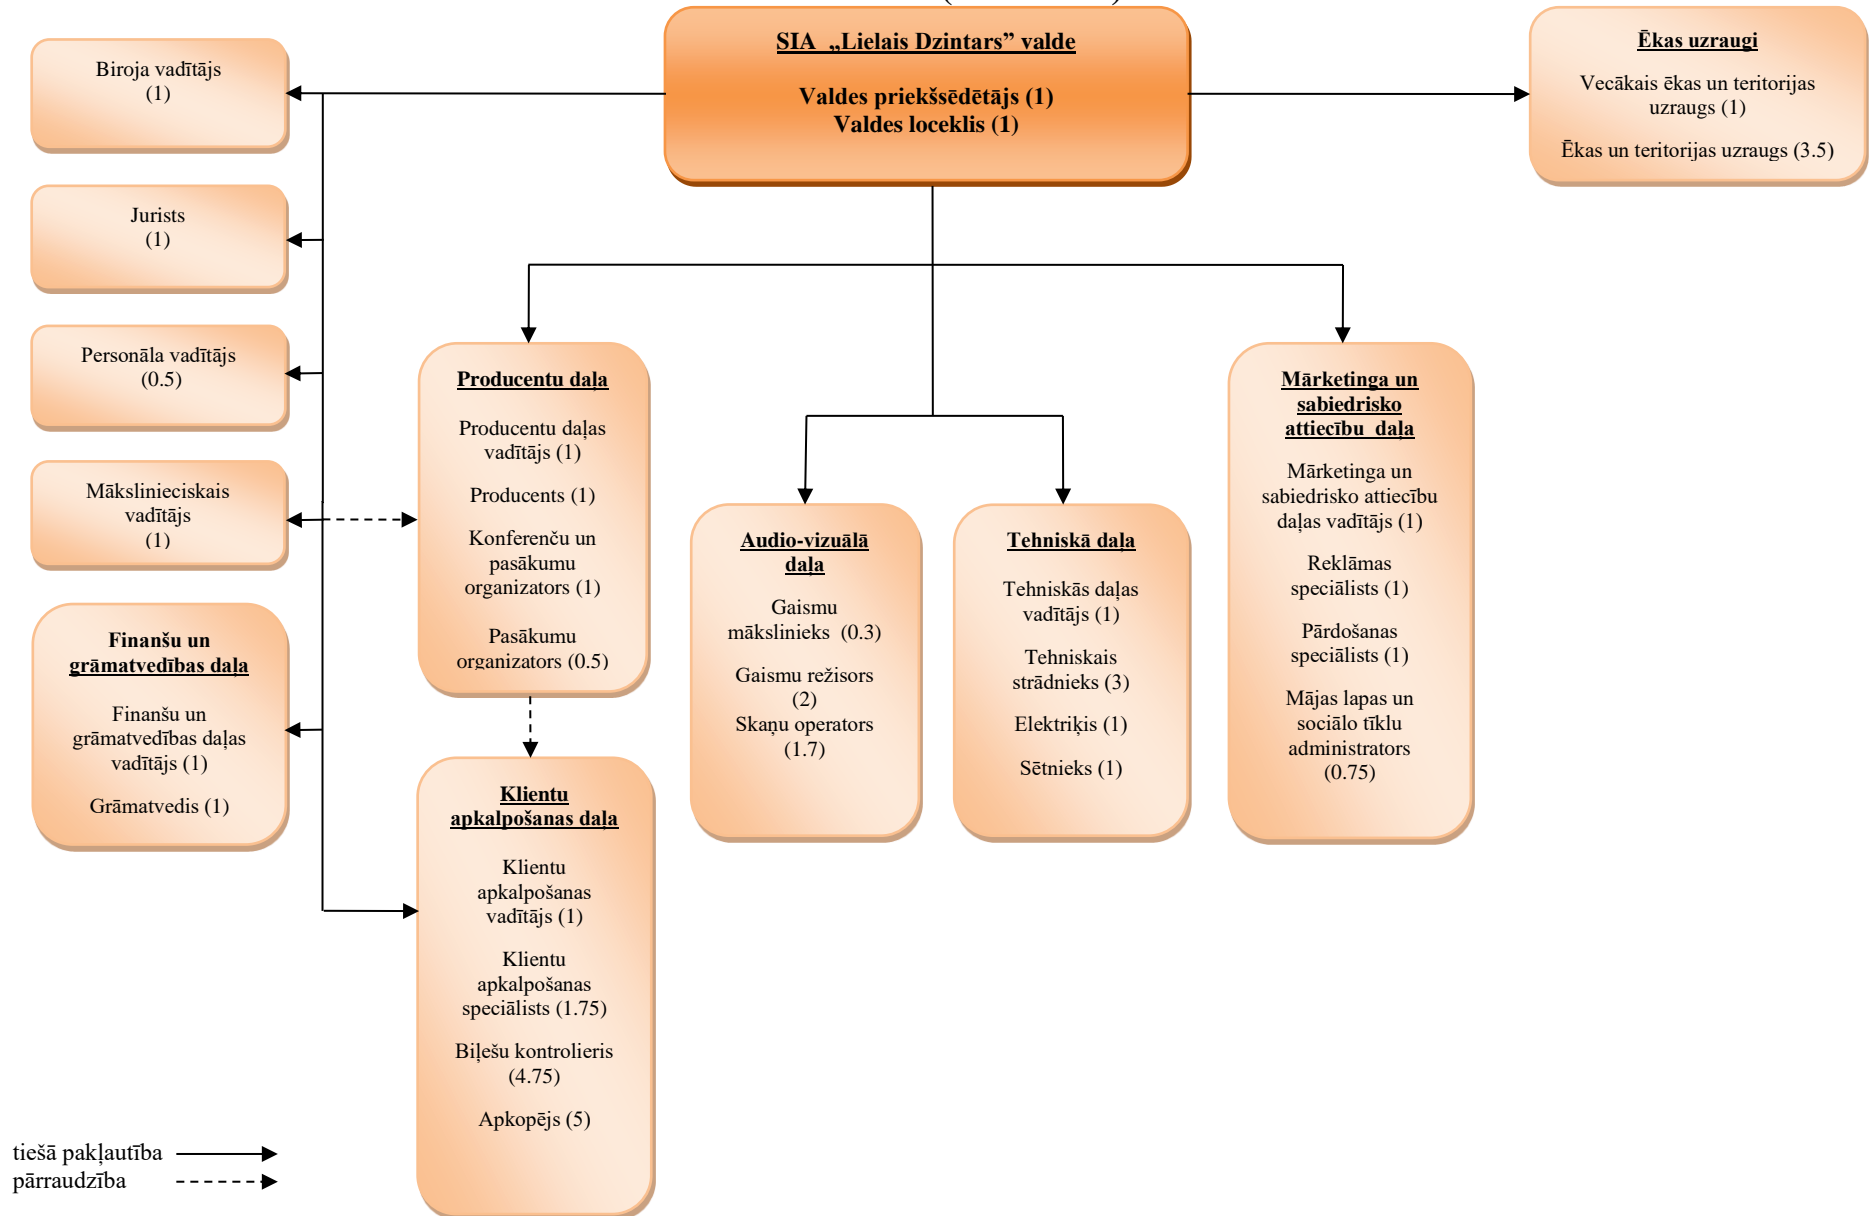 SIA „Lielais Dzintars” valde
Valdes priekšsēdētājs (1)
Valdes loceklis (1)
Ēkas uzraugi
Vecākais ēkas un teritorijas
uzraugs (1)
Ēkas un teritorijas uzraugs (3.5)
Biroja vadītājs
(1)
Jurists
(1)
Personāla vadītājs
(0.5)
Mākslinieciskais
vadītājs
(1)
Finanšu un
grāmatvedības daļa
Finanšu un
grāmatvedības daļas
vadītājs (1)
Grāmatvedis (1)
Producentu daļa
Producentu daļas
vadītājs (1)
Producents (1)
Konferenču un
pasākumu
organizators (1)
Pasākumu
organizators (0.5)
Klientu
apkalpošanas daļa
Klientu
apkalpošanas
vadītājs (1)
Klientu
apkalpošanas
speciālists (1.75)
Biļešu kontrolieris
(4.75)
Apkopējs (5)
Audio-vizuālā
daļa
Gaismu
mākslinieks (0.3)
Gaismu režisors
(2)
Skaņu operators
(1.7)
Tehniskā daļa
Tehniskās daļas
vadītājs (1)
Tehniskais
strādnieks (3)
Elektriķis (1)
Sētnieks (1)
Mārketinga un
sabiedrisko
attiecību daļa
Mārketinga un
sabiedrisko attiecību
daļas vadītājs (1)
Reklāmas
speciālists (1)
Pārdošanas
speciālists (1)
Mājas lapas un
sociālo tīklu
administrators
(0.75)
tiešā pakļautība
pārraudzība